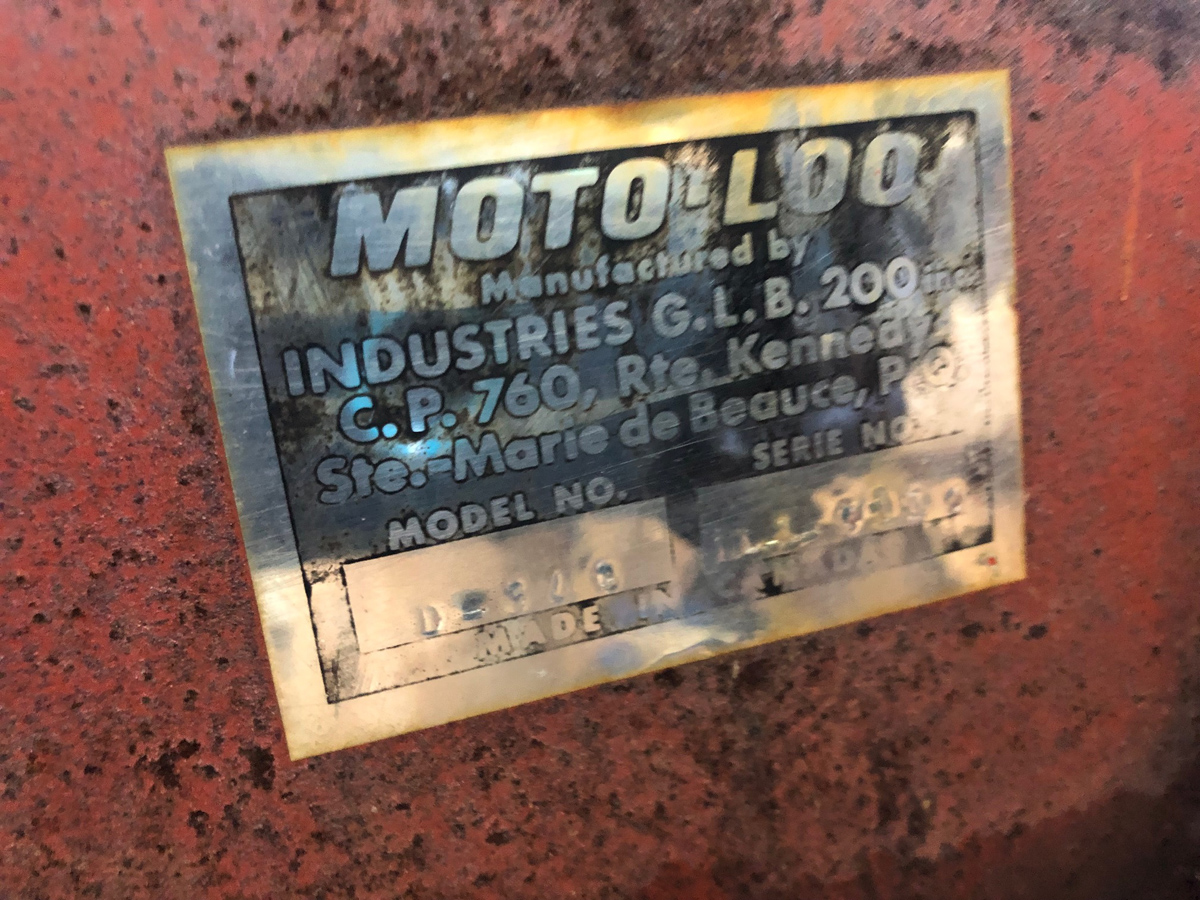 MOTO-LOO
Manufactured by
INDUSTRIES G.L.B. 200 inc.
C. P. 760, Rte. Kennedy,
Ste.-Marie de Beauce, P.Q.
MODEL NO. SERIE NO.
MADE IN CANADA